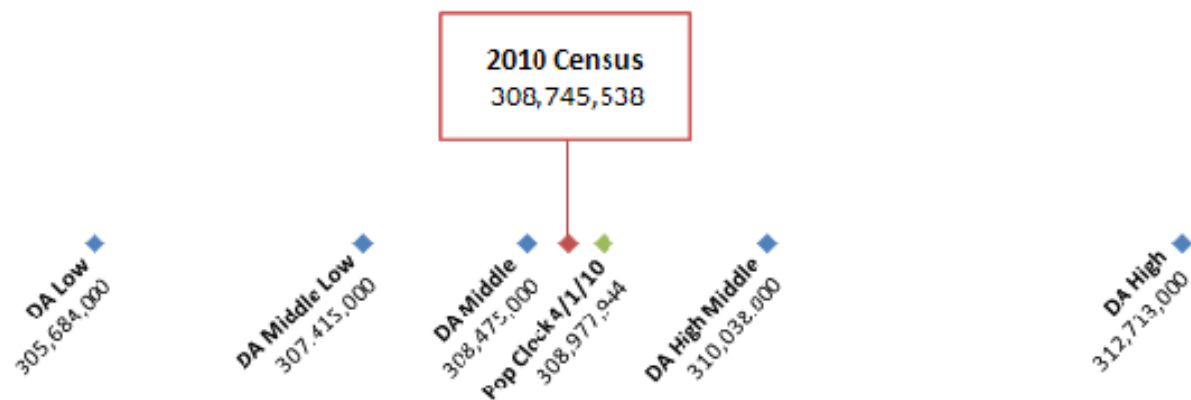 2010 Census
308,745,538
DA Low
305,684,000
DA Middle Low
307,415,000
DA Middle
308,475,000
Pop Clock 4/1/10
308,977,944
DA High Middle
310,038,000
DA High
312,713,000